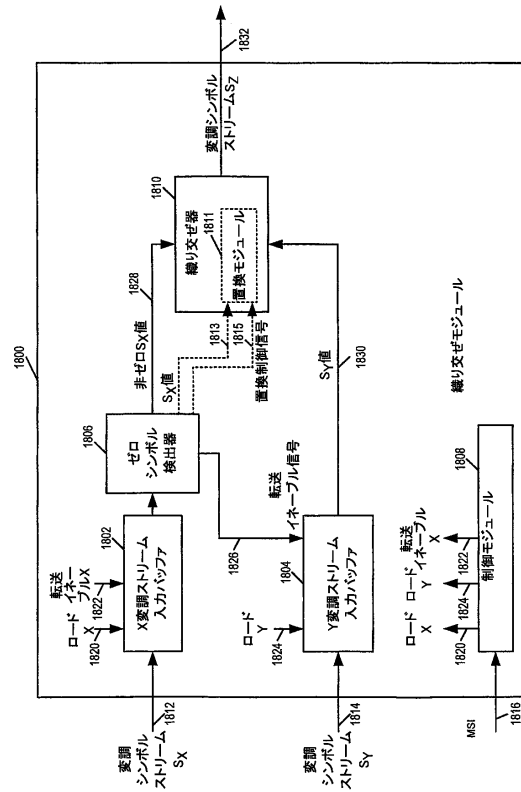 1800
変調
シンボル
ストリーム
SX
1812
ロード
X
1820
転送
イネー
ブルX
1822
1802
X変調ストリーム
入力バッファ
1806
ゼロ
シンボル
検出器
非ゼロSX値
1828
SX値
1813
1815
置換制御信号
1810
織り交ぜ器
1811
置換モジュール
変調シンボル
ストリームSZ
1832
変調
シンボル
ストリーム
SY
1814
ロード
Y
1824
1826
転送
イネーブル信号
1804
Y変調ストリーム
入力バッファ
SY値
1830
MSI
1816
ロード
X
1820
ロード
Y
1824
転送
イネーブル
X
1822
制御モジュール
1808
織り交ぜモジュール